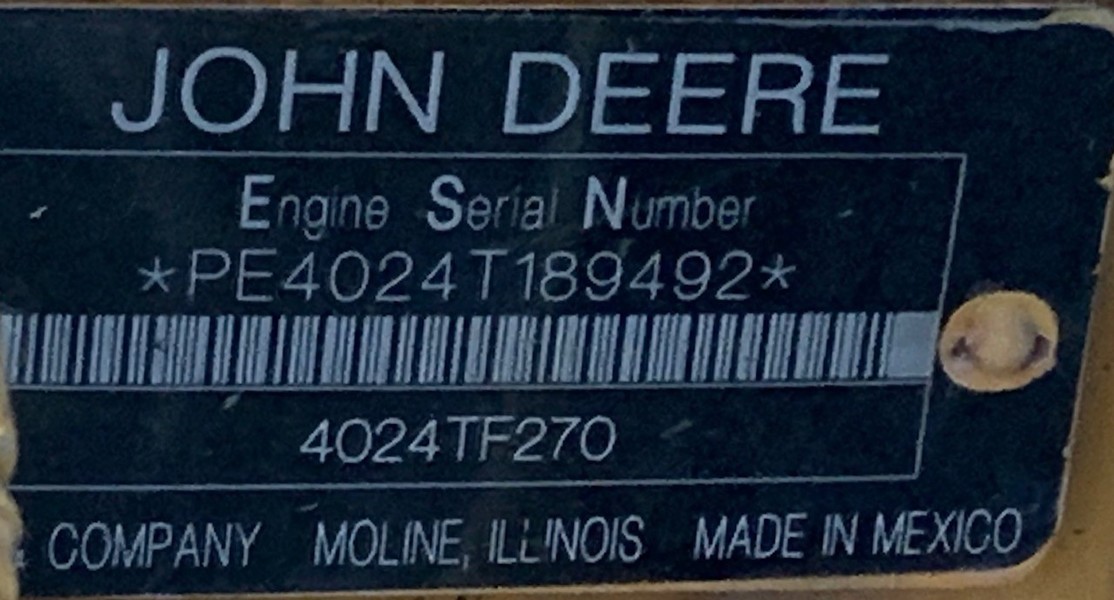 JOHN DEERE
Engine Serial Number
*PE4024T189492*
4024TF270
COMPANY MOLINE, ILLINOIS MADE IN MEXICO